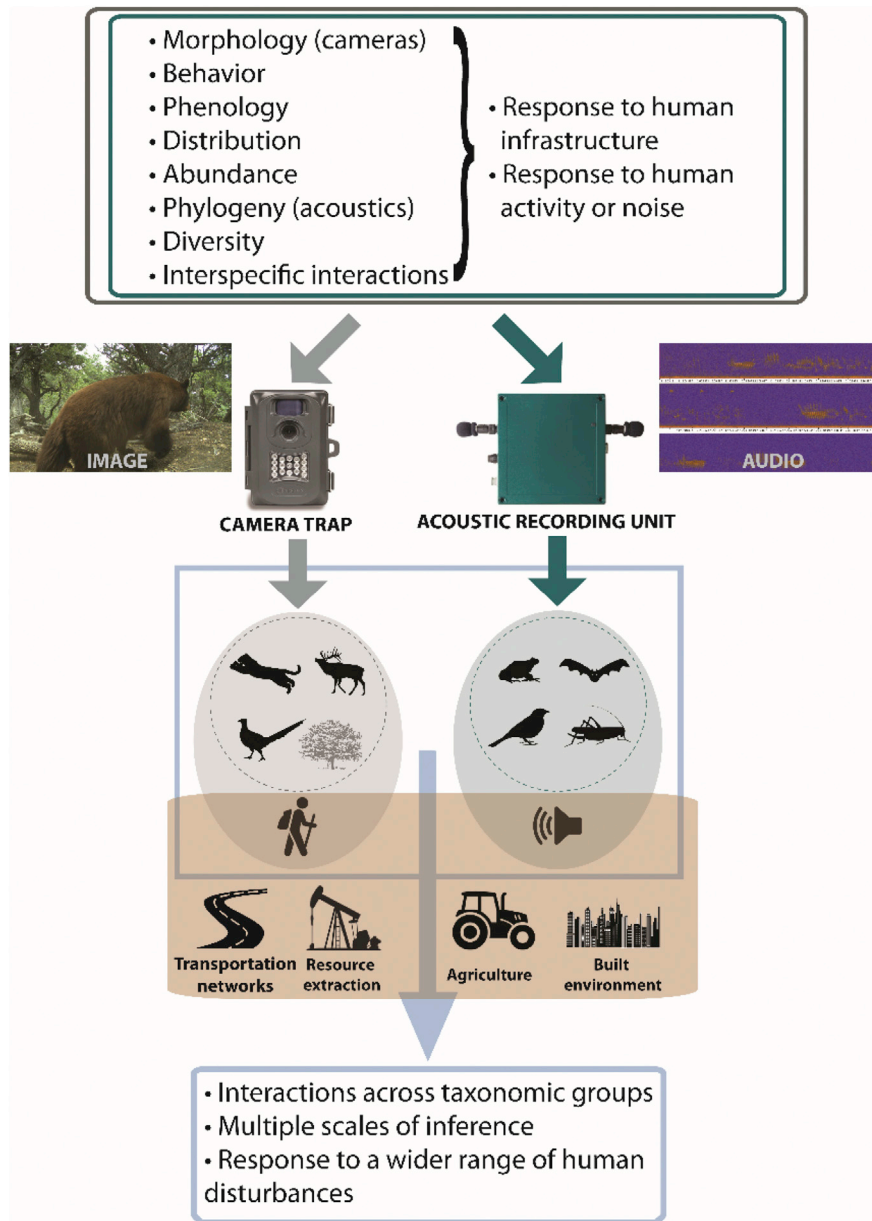 • Morphology (cameras)
• Behavior
• Phenology
• Distribution
• Abundance
• Phylogeny (acoustics)
• Diversity
• Interspecific interactions
• Response to human
infrastructure
• Response to human
activity or noise
IMAGE
AUDIO
CAMERA TRAP
ACOUSTIC RECORDING UNIT
Transportation
networks
Resource
extraction
Agriculture
Built
environment
• Interactions across taxonomic groups
• Multiple scales of inference
• Response to a wider range of human
disturbances